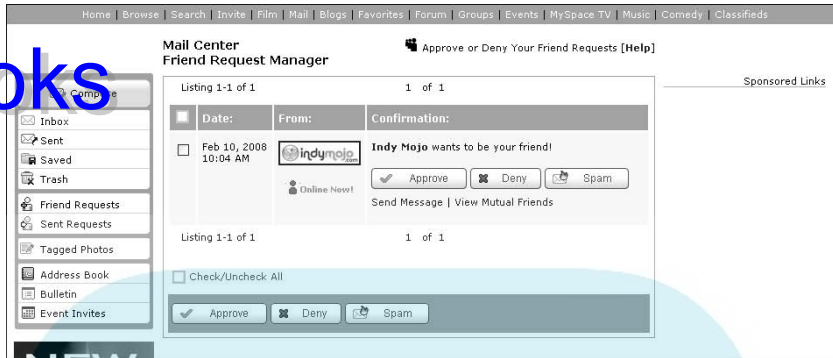 Home | Browse | Search | Invite | Film | Mail | Blogs | Favorites | Forum | Groups | Events | MySpace TV | Music | Comedy | Classifieds
Mail Center
Friend Request Manager
Approve or Deny Your Friend Requests [Help]
oks
Compose
Inbox
Sent
Saved
Trash
Friend Requests
Sent Requests
Tagged Photos
Address Book
Bulletin
Event Invites
NEW
Listing 1-1 of 1 1 of 1
Date: From: Confirmation:
Feb 10, 2008
10:04 AM
indymojo.com
Online Now!
Indy Mojo wants to be your friend!
Approve Deny Spam
Send Message | View Mutual Friends
Listing 1-1 of 1 1 of 1
Check/Uncheck All
Approve Deny Spam
Sponsored Links